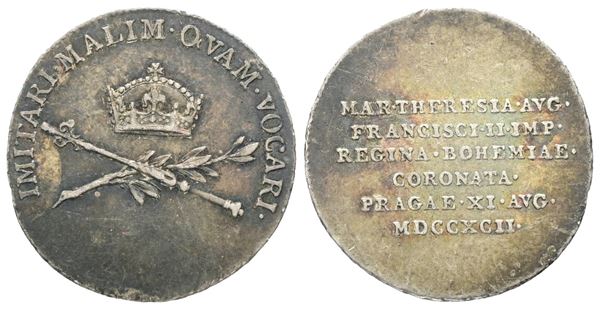 IMITARI·MALIM·QVAM·VOCARI·
MAR·THERESIA·AVG·
FRANCISCI·II·IMP·
REGINA·BOHEMIAE·
CORONATA·
PRAGAE·XI·AVG·
MDCCXCII·